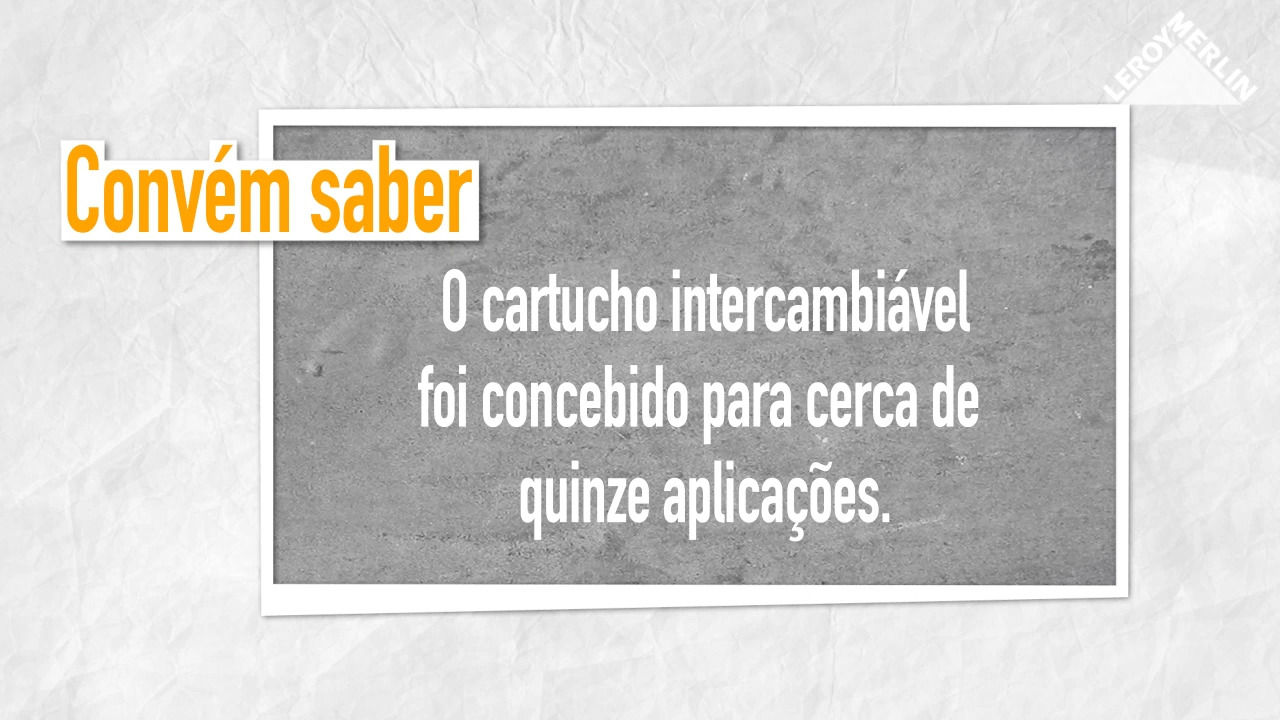 LEROY MERLIN
Convém saber
O cartucho intercambiável
foi concebido para cerca de
quinze aplicações.